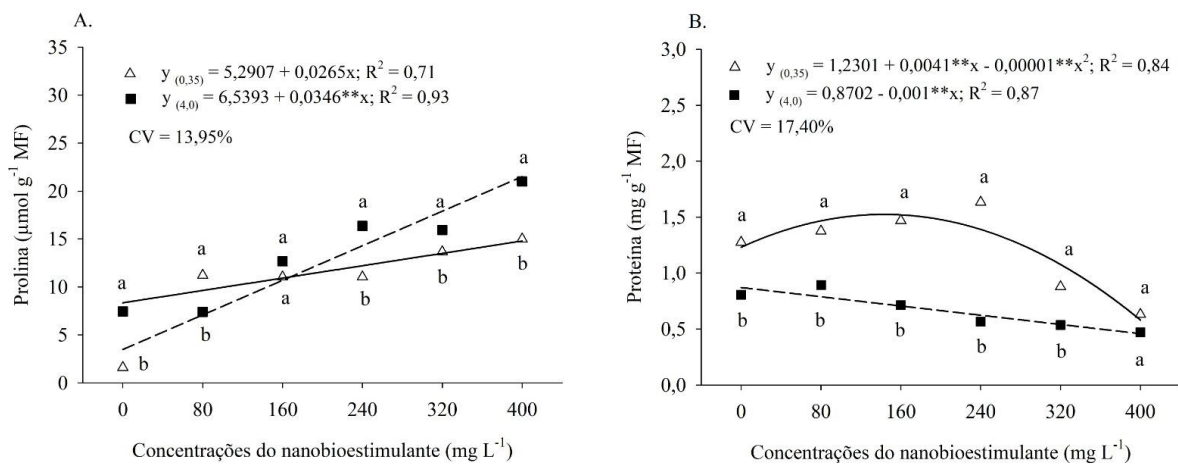 A.
△ y (0,35) = 5,2907 + 0,0265x; R² = 0,71
■ y (4,0) = 6,5393 + 0,0346**x; R² = 0,93
CV = 13,95%
Prolina (μmol g⁻¹ MF)
35
30
25
20
15
10
5
0
a
a
a
a
a
a
b
b
a
b
b
b
0 80 160 240 320 400
Concentrações do nanobioestimulante (mg L⁻¹)
B.
△ y (0,35) = 1,2301 + 0,0041**x - 0,00001**x²; R² = 0,84
■ y (4,0) = 0,8702 - 0,001**x; R² = 0,87
CV = 17,40%
Proteína (mg g⁻¹ MF)
3,0
2,5
2,0
1,5
1,0
0,5
0,0
a
a
a
a
a
a
b
b
b
b
b
a
0 80 160 240 320 400
Concentrações do nanobioestimulante (mg L⁻¹)